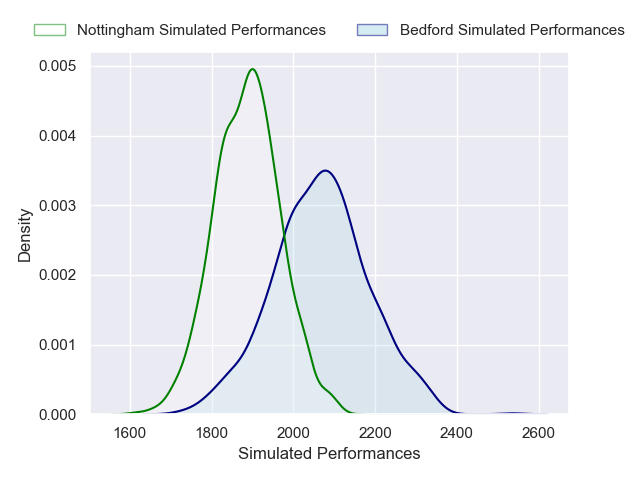 Nottingham Simulated Performances
Bedford Simulated Performances
0.005
0.004
0.003
0.002
0.001
0.000
Density
1600 1800 2000 2200 2400 2600
Simulated Performances